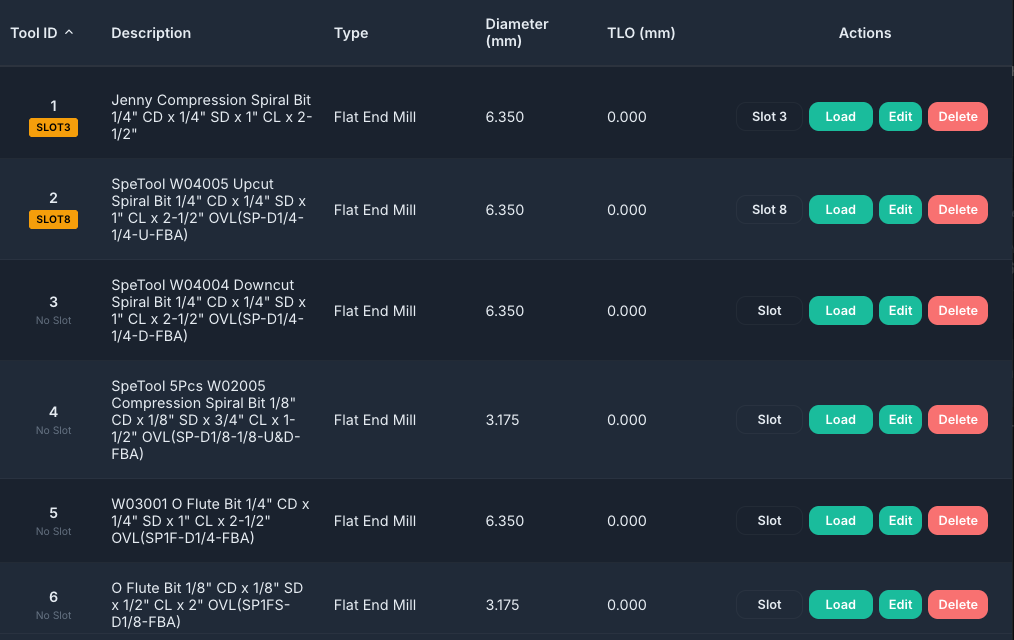 Tool ID
Description
Type
Diameter
(mm)
TLO (mm)
Actions
1
SLOT3
Jenny Compression Spiral Bit
1/4" CD x 1/4" SD x 1" CL x 2-
1/2"
Flat End Mill
6.350
0.000
Slot 3
Load
Edit
Delete
2
SLOT8
SpeTool W04005 Upcut
Spiral Bit 1/4" CD x 1/4" SD x
1" CL x 2-1/2" OVL(SP-D1/4-
1/4-U-FBA)
Flat End Mill
6.350
0.000
Slot 8
Load
Edit
Delete
3
No Slot
SpeTool W04004 Downcut
Spiral Bit 1/4" CD x 1/4" SD x
1" CL x 2-1/2" OVL(SP-D1/4-
1/4-D-FBA)
Flat End Mill
6.350
0.000
Slot
Load
Edit
Delete
4
No Slot
SpeTool 5Pcs W02005
Compression Spiral Bit 1/8"
CD x 1/8" SD x 3/4" CL x 1-
1/2" OVL(SP-D1/8-1/8-U&D-
FBA)
Flat End Mill
3.175
0.000
Slot
Load
Edit
Delete
5
No Slot
W03001 O Flute Bit 1/4" CD x
1/4" SD x 1" CL x 2-1/2"
OVL(SP1F-D1/4-FBA)
Flat End Mill
6.350
0.000
Slot
Load
Edit
Delete
6
No Slot
O Flute Bit 1/8" CD x 1/8" SD
x 1/2" CL x 2" OVL(SP1FS-
D1/8-FBA)
Flat End Mill
3.175
0.000
Slot
Load
Edit
Delete